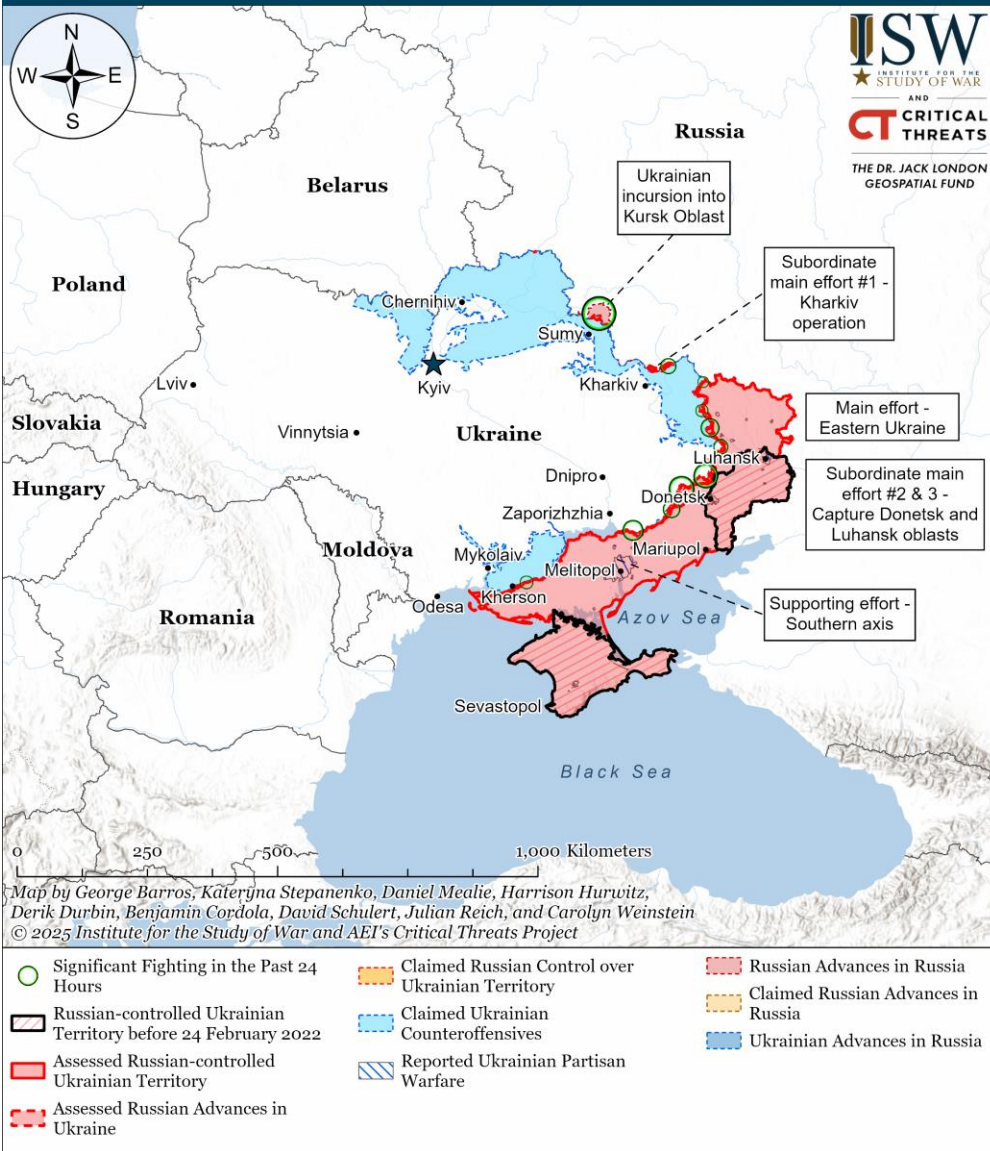 N
W
E
S
ISW
INSTITUTE FOR THE
STUDY OF WAR
AND
CT CRITICAL
THREATS
THE DR. JACK LONDON
GEOSPATIAL FUND
Russia
Ukrainian
incursion into
Kursk Oblast
Belarus
Subordinate
main effort #1 -
Kharkiv
operation
Poland
Chernihiv
Sumy
Kyiv
Kharkiv
Lviv
Slovakia
Vinnytsia
Ukraine
Main effort -
Eastern Ukraine
Luhansk
Hungary
Dnipro
Donetsk
Subordinate main
effort #2 & 3 -
Capture Donetsk and
Luhansk oblasts
Zaporizhzhia
Moldova
Mykolaiv
Mariupol
Melitopol
Kherson
Odesa
Romania
Azov Sea
Supporting effort -
Southern axis
Sevastopol
Black Sea
0
250
500
1,000 Kilometers
Map by George Barros, Kateryna Stepanenko, Daniel Mealie, Harrison Hurwitz,
Derik Durbin, Benjamin Cordola, David Schulert, Julian Reich, and Carolyn Weinstein
© 2025 Institute for the Study of War and AEI's Critical Threats Project
Significant Fighting in the Past 24
Hours
Russian-controlled Ukrainian
Territory before 24 February 2022
Assessed Russian-controlled
Ukrainian Territory
Assessed Russian Advances in
Ukraine
Claimed Russian Control over
Ukrainian Territory
Claimed Ukrainian
Counteroffensives
Reported Ukrainian Partisan
Warfare
Russian Advances in Russia
Claimed Russian Advances in
Russia
Ukrainian Advances in Russia